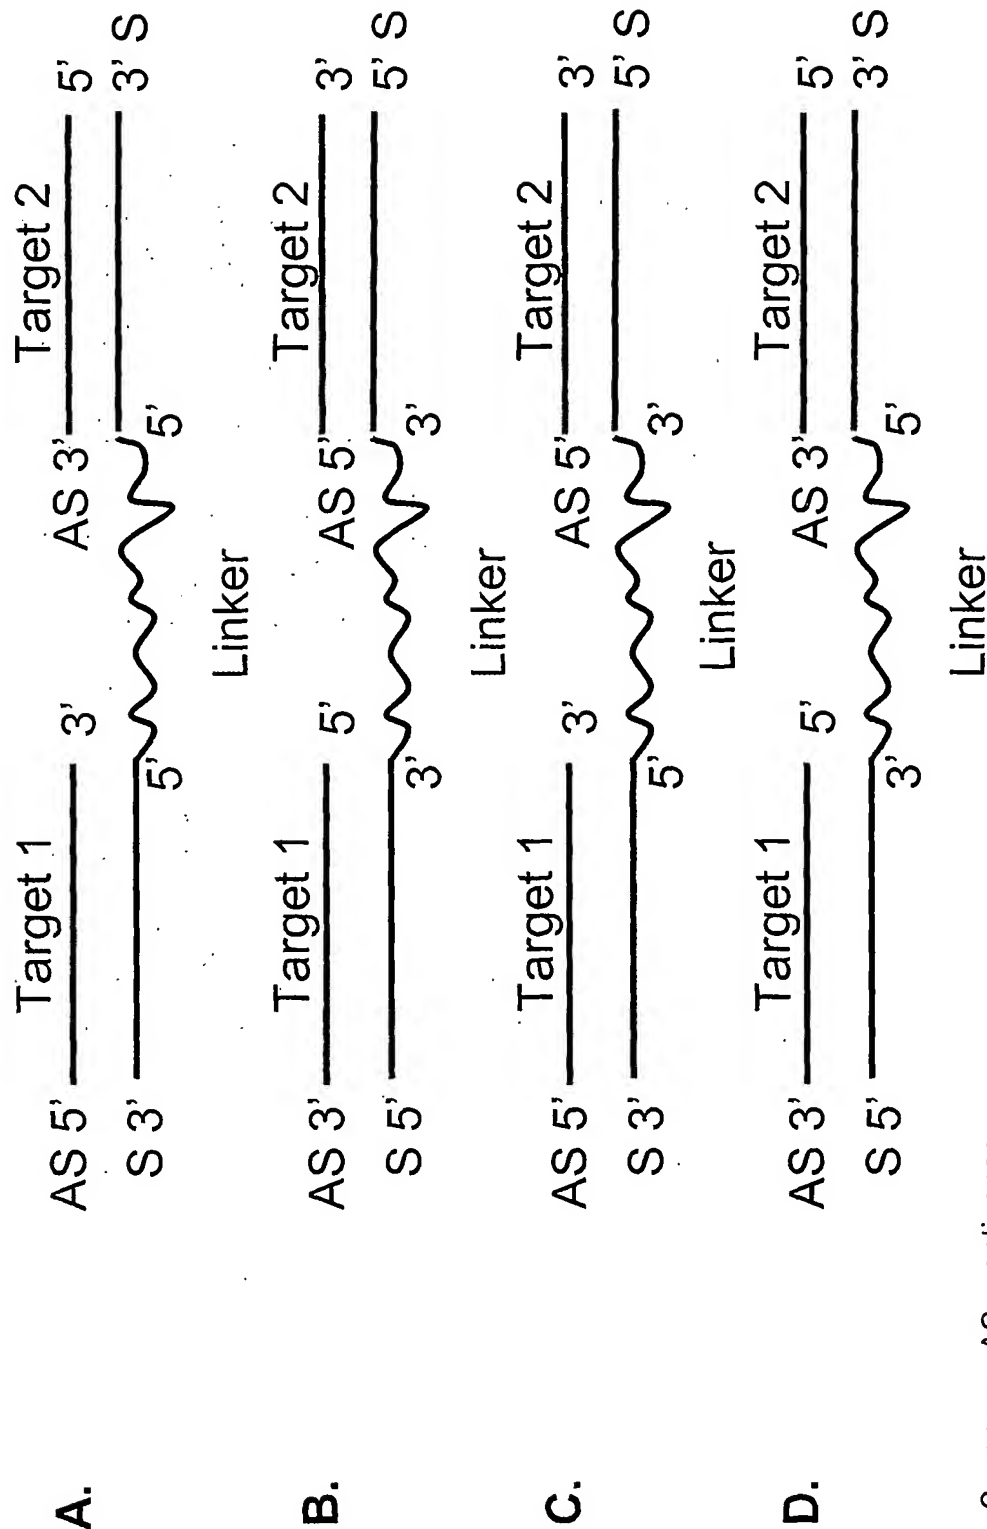 Target 1 Target 2
A. AS 5' 3' AS 3' 5'
S 3' 5' 5' 3' S
Linker
Target 1 Target 2
B. AS 3' 5' AS 5' 3'
S 5' 3' 3' 5' S
Linker
Target 1 Target 2
C. AS 5' 3' AS 5' 3'
S 3' 5' 3' 5' S
Linker
Target 1 Target 2
D. AS 3' 5' AS 3' 5'
S 5' 3' 5' 3' S
Linker